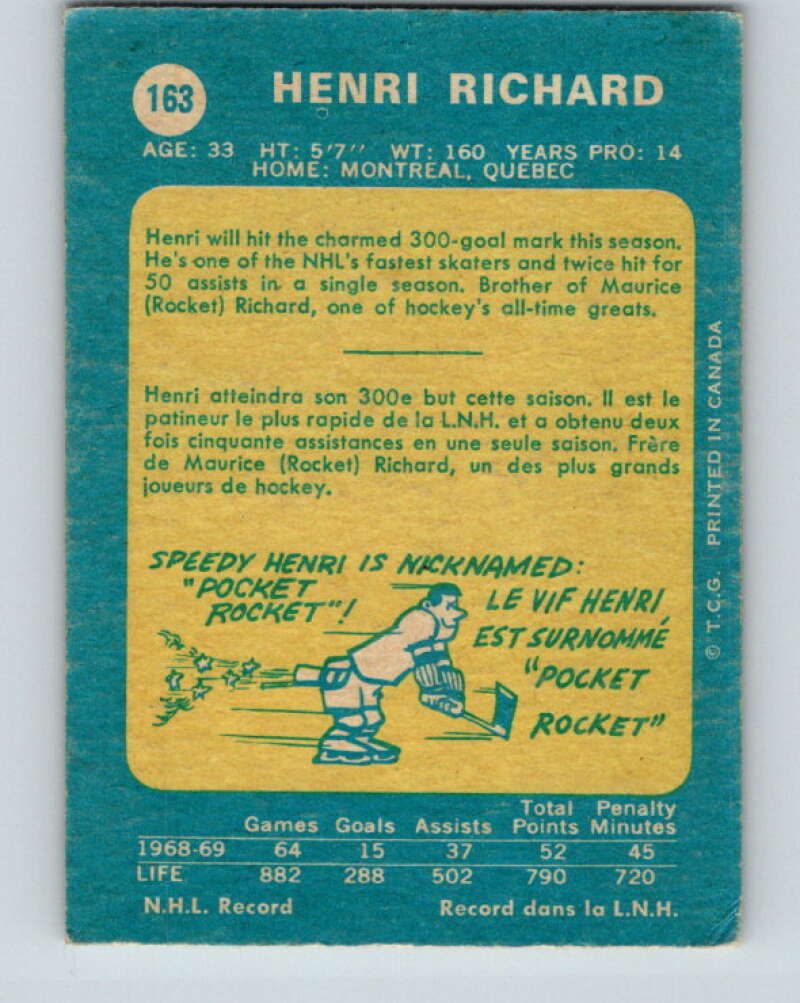 163
HENRI RICHARD
AGE: 33 HT: 5'7'' WT: 160 YEARS PRO: 14
HOME: MONTREAL, QUEBEC
Henri will hit the charmed 300-goal mark this season.
He's one of the NHL's fastest skaters and twice hit for
50 assists in a single season. Brother of Maurice
(Rocket) Richard, one of hockey's all-time greats.
Henri atteindra son 300e but cette saison. Il est le
patineur le plus rapide de la L.N.H. et a obtenu deux
fois cinquante assistances en une seule saison. Frère
de Maurice (Rocket) Richard, un des plus grands
joueurs de hockey.
SPEEDY HENRI IS NICKNAMED:
"POCKET
ROCKET"!
LE VIF HENRI
EST SURNOMMÉ
"POCKET
ROCKET"
© T.C.G. PRINTED IN CANADA
Total Penalty
Games Goals Assists Points Minutes
1968-69 64 15 37 52 45
LIFE 882 288 502 790 720
N.H.L. Record Record dans la L.N.H.